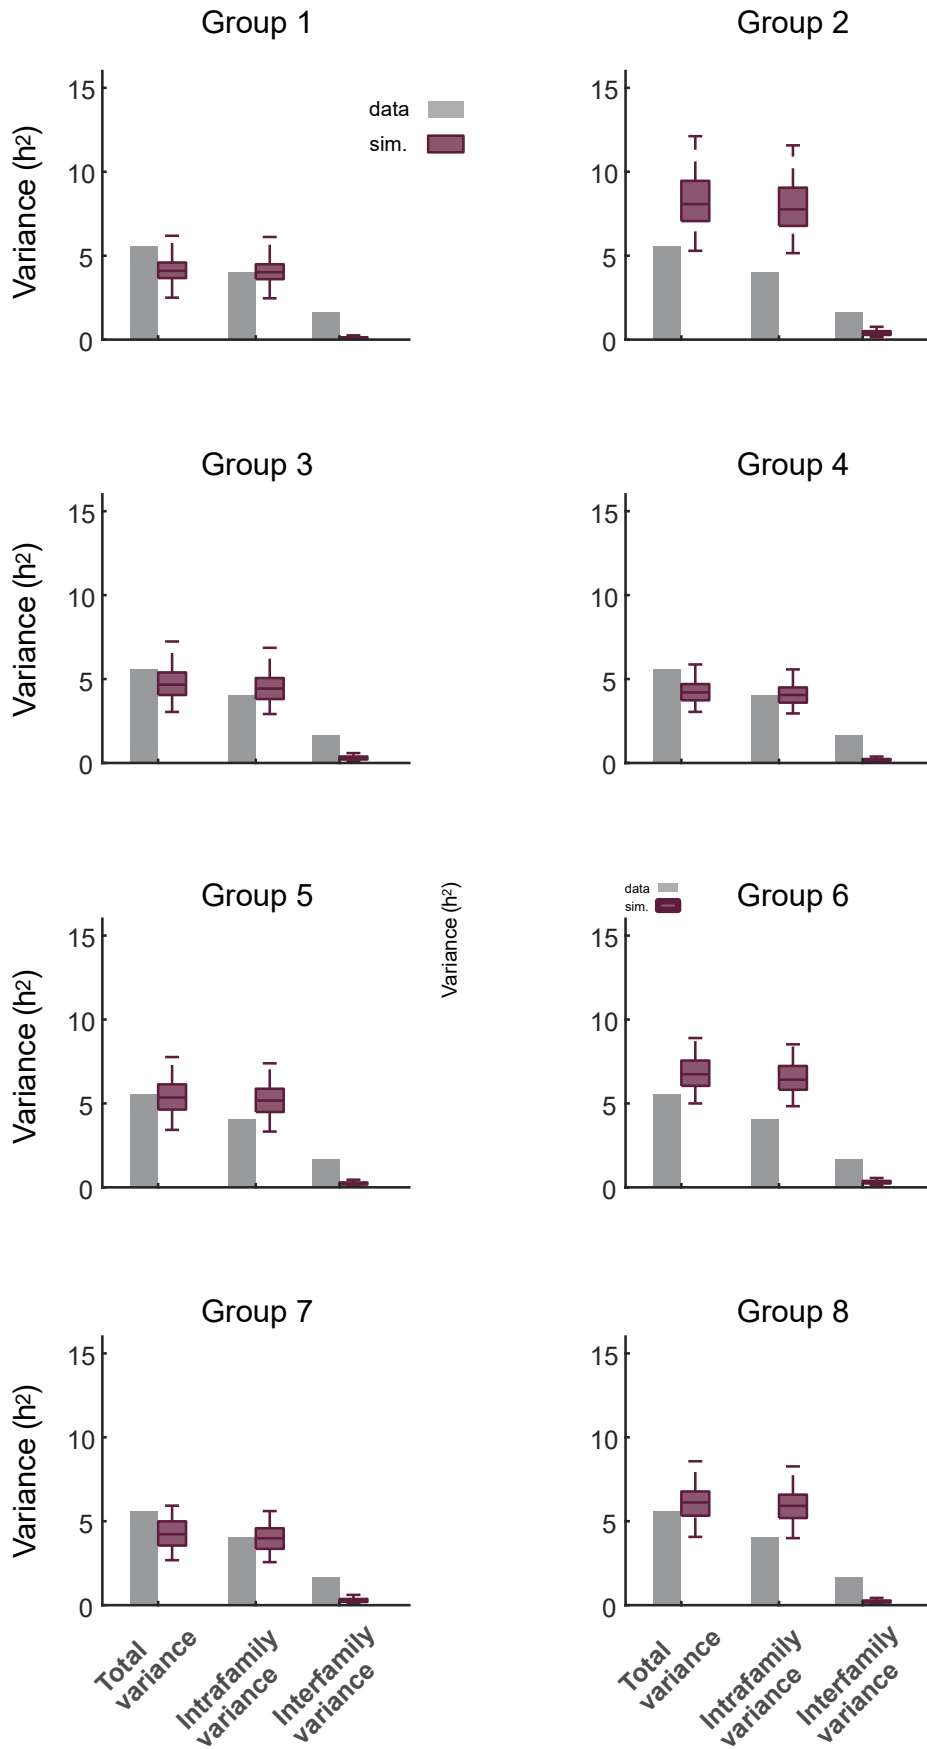 Group 1
Group 2
15
10
5
0
Variance (h2)
data
sim.
15
10
5
0
Group 3
Group 4
15
10
5
0
Variance (h2)
15
10
5
0
Group 5
Group 6
15
10
5
0
Variance (h2)
Variance (h2)
data
sim.
15
10
5
0
Group 7
Group 8
15
10
5
0
Variance (h2)
15
10
5
0
Total
variance
Intrafamily
variance
Interfamily
variance
Total
variance
Intrafamily
variance
Interfamily
variance